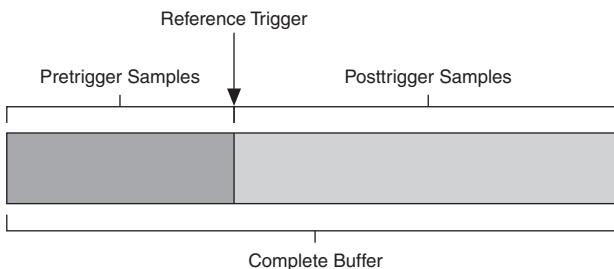 Reference Trigger
Pretrigger Samples
Posttrigger Samples
Complete Buffer